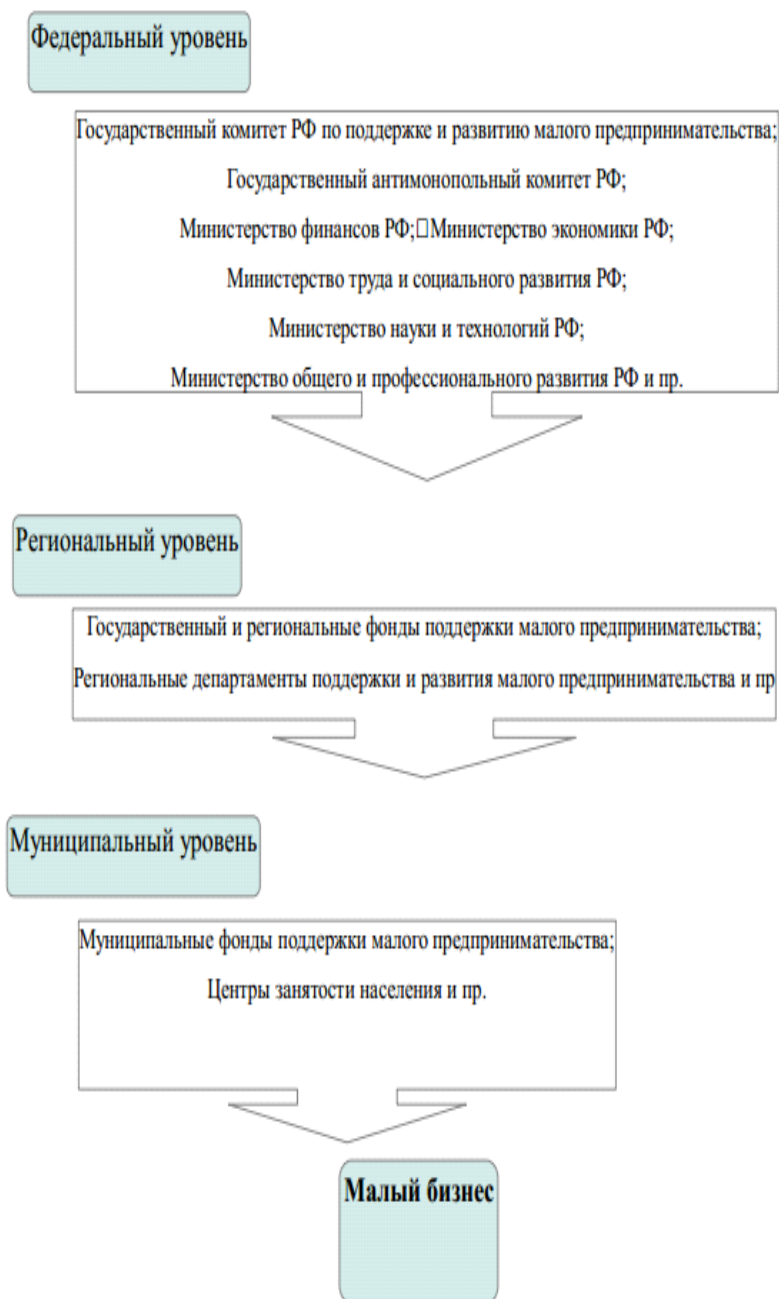 Федеральный уровень
Государственный комитет РФ по поддержке и развитию малого предпринимательства;
Государственный антимонопольный комитет РФ;
Министерство финансов РФ;□Министерство экономики РФ;
Министерство труда и социального развития РФ;
Министерство науки и технологий РФ;
Министерство общего и профессионального развития РФ и пр.
Региональный уровень
Государственный и региональные фонды поддержки малого предпринимательства;
Региональные департаменты поддержки и развития малого предпринимательства и пр
Муниципальный уровень
Муниципальные фонды поддержки малого предпринимательства;
Центры занятости населения и пр.
Малый бизнес